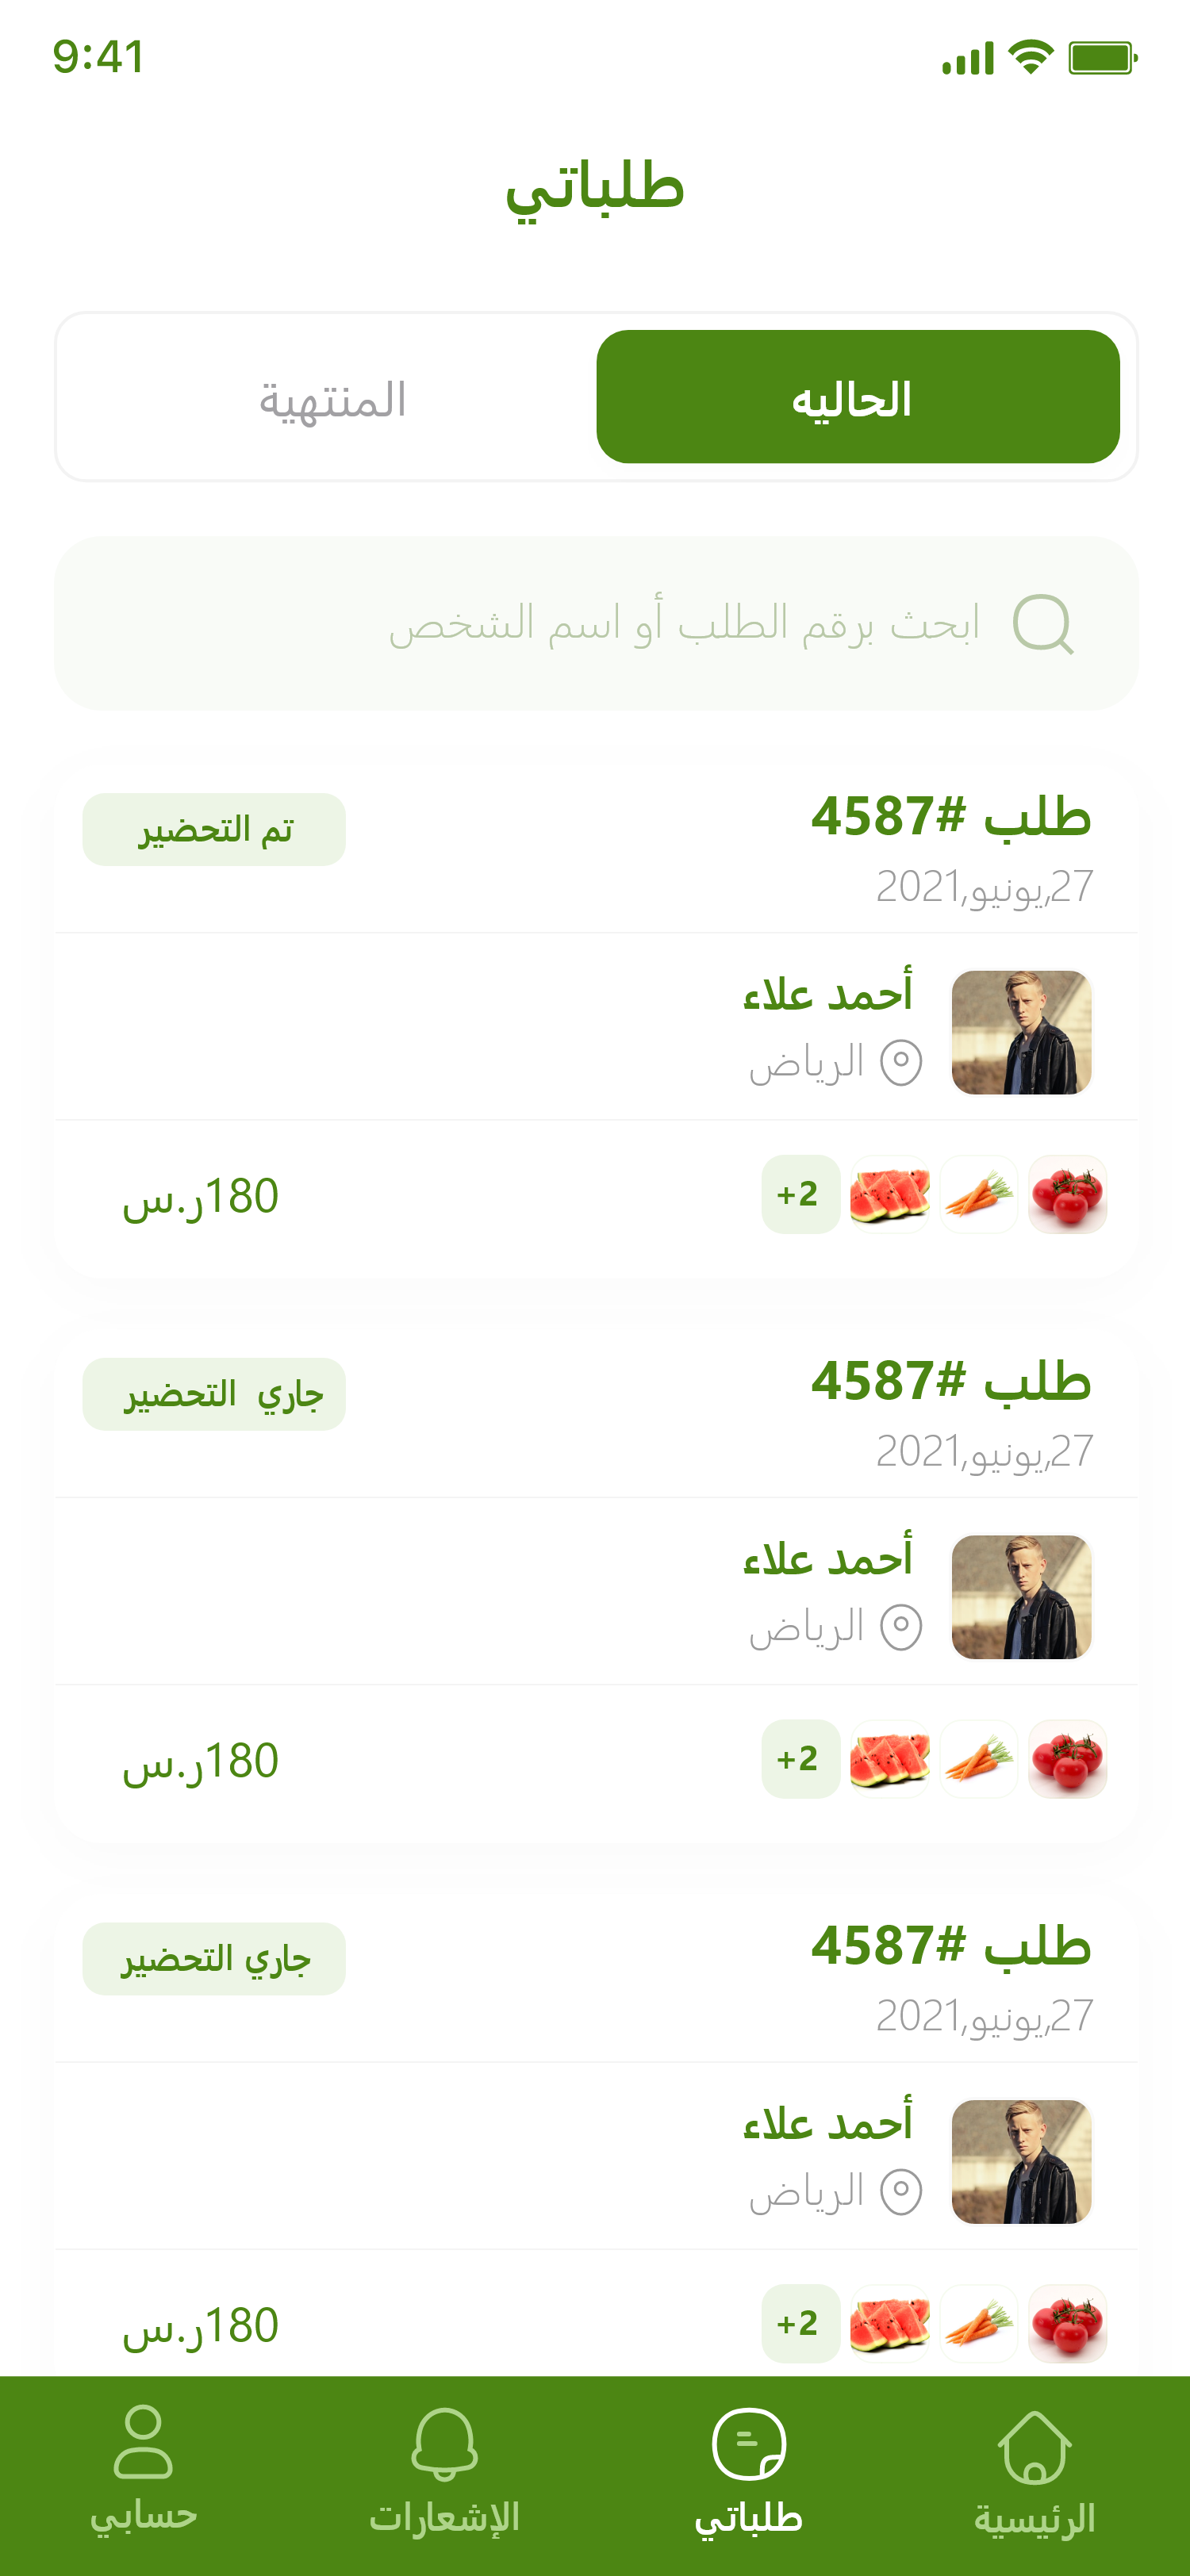 9:41
طلباتي
الحاليه
المنتهية
ابحث برقم الطلب أو اسم الشخص
طلب #4587
تم التحضير
27,يونيو,2021
أحمد علاء
الرياض
+2
180ر.س
طلب #4587
جاري التحضير
27,يونيو,2021
أحمد علاء
الرياض
+2
180ر.س
طلب #4587
جاري التحضير
27,يونيو,2021
أحمد علاء
الرياض
+2
180ر.س
الرئيسية
طلباتي
الإشعارات
حسابي